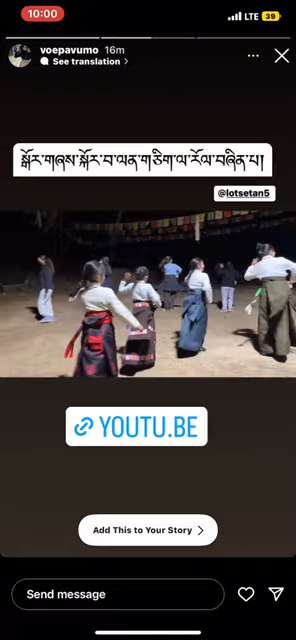 10:00
LTE 39
voepavumo 16m
See translation >
སྒོར་གཞས་སྐོར་བ་ལན་གཅིག་ལ་རོལ་བཞིན་པ།
@lotsetan5
YOUTU.BE
Add This to Your Story >
Send message